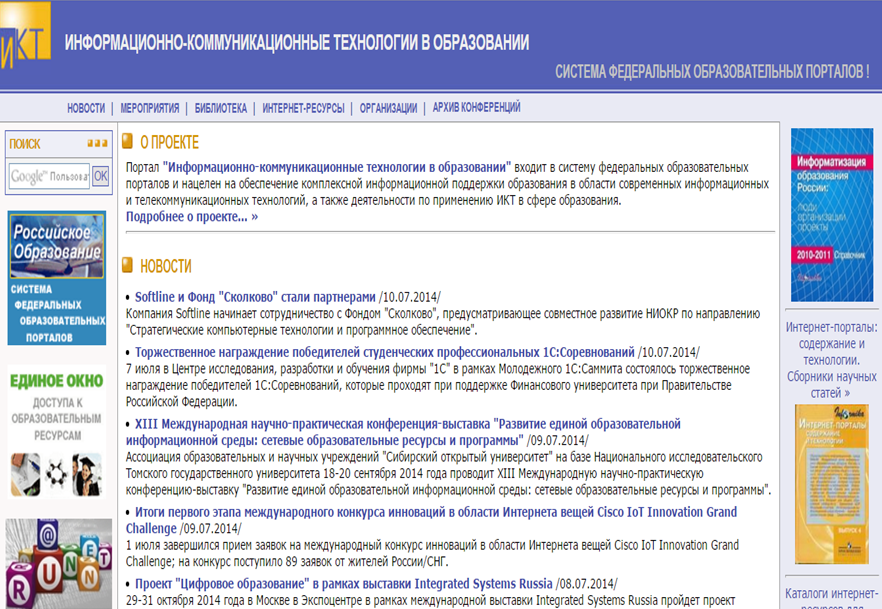 ИКТ
ИНФОРМАЦИОННО-КОММУНИКАЦИОННЫЕ ТЕХНОЛОГИИ В ОБРАЗОВАНИИ
СИСТЕМА ФЕДЕРАЛЬНЫХ ОБРАЗОВАТЕЛЬНЫХ ПОРТАЛОВ !
НОВОСТИ | МЕРОПРИЯТИЯ | БИБЛИОТЕКА | ИНТЕРНЕТ-РЕСУРСЫ | ОРГАНИЗАЦИИ | АРХИВ КОНФЕРЕНЦИЙ
ПОИСК
Google™ Пользова OK
Российское
Образование
СИСТЕМА
ФЕДЕРАЛЬНЫХ
ОБРАЗОВАТЕЛЬНЫХ
ПОРТАЛОВ
ЕДИНОЕ ОКНО
ДОСТУПА К
ОБРАЗОВАТЕЛЬНЫМ
РЕСУРСАМ
@
RUNNET
О ПРОЕКТЕ
Портал "Информационно-коммуникационные технологии в образовании" входит в систему федеральных образовательных
порталов и нацелен на обеспечение комплексной информационной поддержки образования в области современных информационных
и телекоммуникационных технологий, а также деятельности по применению ИКТ в сфере образования.
Подробнее о проекте... »
НОВОСТИ
• Softline и Фонд "Сколково" стали партнерами /10.07.2014/
Компания Softline начинает сотрудничество с Фондом "Сколково", предусматривающее совместное развитие НИОКР по направлению
"Стратегические компьютерные технологии и программное обеспечение".
• Торжественное награждение победителей студенческих профессиональных 1С:Соревнований /10.07.2014/
7 июля в Центре исследования, разработки и обучения фирмы "1С" в рамках Молодежного 1С:Саммита состоялось торжественное
награждение победителей 1С:Соревнований, которые проходят при поддержке Финансового университета при Правительстве
Российской Федерации.
• XIII Международная научно-практическая конференция-выставка "Развитие единой образовательной
информационной среды: сетевые образовательные ресурсы и программы" /09.07.2014/
Ассоциация образовательных и научных учреждений "Сибирский открытый университет" на базе Национального исследовательского
Томского государственного университета 18-20 сентября 2014 года проводит XIII Международную научно-практическую
конференцию-выставку "Развитие единой образовательной информационной среды: сетевые образовательные ресурсы и программы".
• Итоги первого этапа международного конкурса инноваций в области Интернета вещей Cisco IoT Innovation Grand
Challenge /09.07.2014/
1 июля завершился прием заявок на международный конкурс инноваций в области Интернета вещей Cisco IoT Innovation Grand
Challenge; на конкурс поступило 89 заявок от жителей России/СНГ.
• Проект "Цифровое образование" в рамках выставки Integrated Systems Russia /08.07.2014/
29-31 октября 2014 года в Москве в Экспоцентре в рамках международной выставки Integrated Systems Russia пройдет проект
Информатизация
образования
России:
люди
организации
проекты
2010-2011 Справочник
Интернет-порталы:
содержание и
технологии.
Сборники научных
статей »
Информика
ИНТЕРНЕТ-ПОРТАЛЫ
СОДЕРЖАНИЕ
И ТЕХНОЛОГИИ
ВЫПУСК 4
Каталоги интернет-
ресурсов для